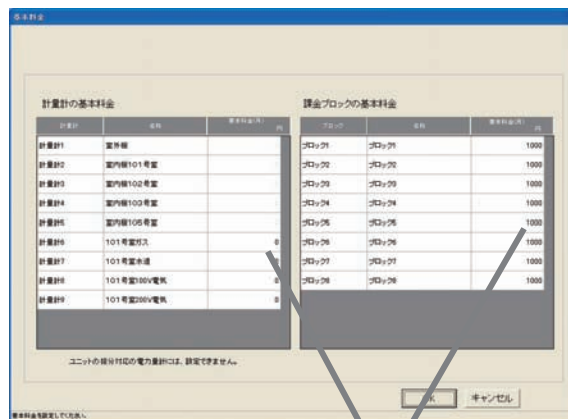 基本料金
計量計の基本料金
計量計 名称 基本料金(月) 円
計量計1 室外機
計量計2 室内機101号室
計量計3 室内機102号室
計量計4 室内機103号室
計量計5 室内機105号室
計量計6 101号室ガス 0
計量計7 101号室水道 0
計量計8 101号室100V電気 0
計量計9 101号室200V電気 0
課金ブロックの基本料金
ブロック 名称 基本料金(月) 円
ブロック1 ブロック1 1000
ブロック2 ブロック2 1000
ブロック3 ブロック3 1000
ブロック4 ブロック4 1000
ブロック5 ブロック5 1000
ブロック6 ブロック6 1000
ブロック7 ブロック7 1000
ブロック8 ブロック8 1000
ユニットの按分対応の電力量計には、設定できません。
OK キャンセル
基本料金を設定してください。